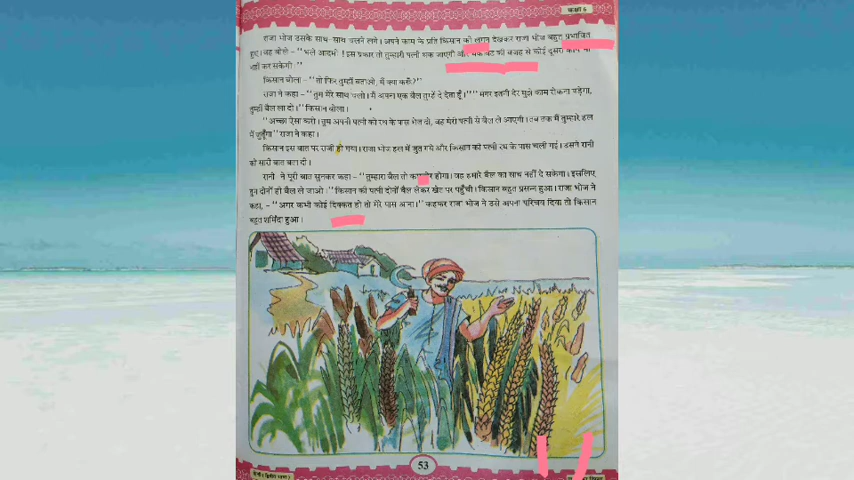 कक्षा 6
राजा भोज उसके साथ-साथ चलने लगे। अपने काम के प्रति किसान की लगन देखकर राजा भोज बहुत प्रभावित
हुए। वह बोले - "भले आदमी ! इस प्रकार तो तुम्हारी पत्नी थक जाएगी और की वजह से कोई दूसरा काम भी
नहीं कर सकेगी।"
किसान बोला - "तो फिर तुम्हीं बताओ, मैं क्या करूँ?"
राजा ने कहा - "तुम मेरे साथ चलो। मैं अपना एक बैल तुम्हें दे देता हूँ।" "मगर इतनी देर मुझे काम रोकना पड़ेगा,
तुम्हीं बैल ला दो।" किसान बोला।
"अच्छा ऐसा करो। तुम अपनी पत्नी को रथ के पास भेज दो, वह मेरी पत्नी से बैल ले आएगी। तब तक मैं तुम्हारे हल
में जुतूँगा" राजा ने कहा।
किसान इस बात पर राजी हो गया। राजा भोज हल में जुत गये और किसान की पत्नी रथ के पास चली गई। उसने रानी
को सारी बात बता दी।
रानी ने पूरी बात सुनकर कहा - "तुम्हारा बैल तो होगा। वह हमारे बैल का साथ नहीं दे सकेगा। इसलिए
तुम दोनों ही बैल ले जाओ।" किसान की पत्नी दोनों बैल लेकर खेत पर पहुँची। किसान बहुत प्रसन्न हुआ। राजा भोज ने
कहा, - "अगर कभी कोई दिक्कत हो तो मेरे पास आना।" कहकर राजा भोज ने उसे अपना परिचय दिया तो किसान
बहुत शर्मिंदा हुआ।
53